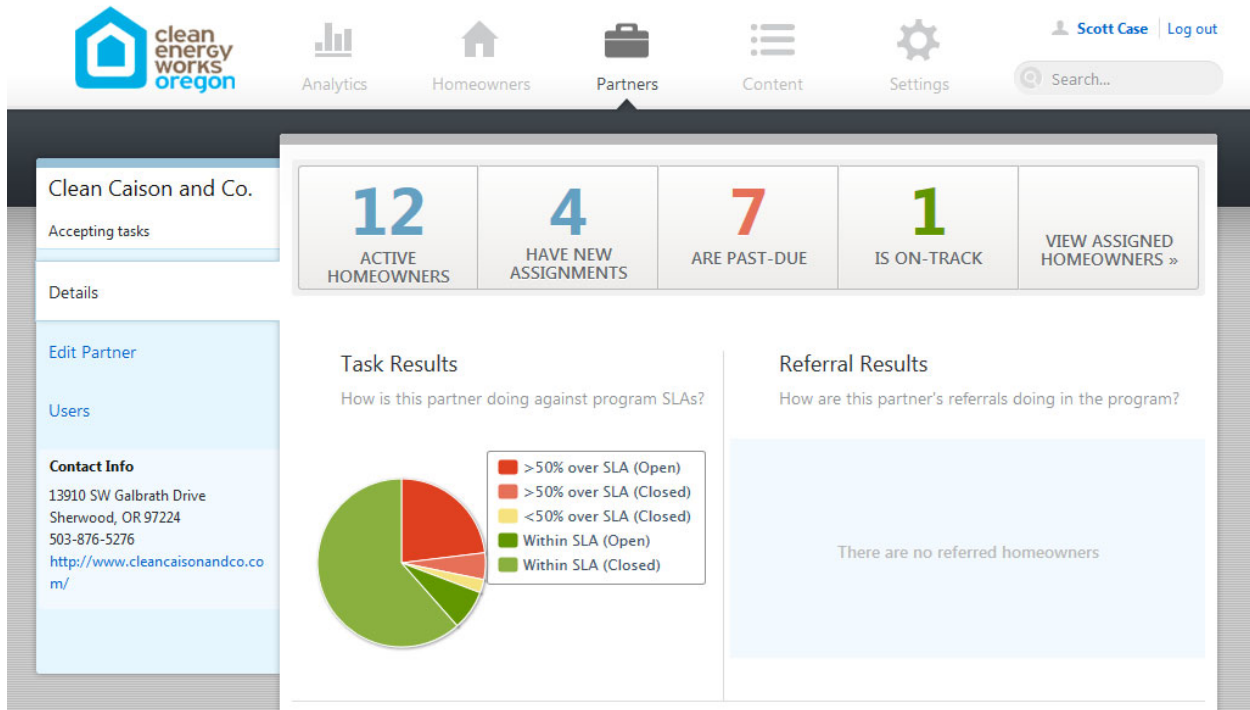 clean
energy
works
oregon
Analytics
Homeowners
Partners
Content
Settings
Scott Case
Log out
Search...
Clean Caison and Co.
Accepting tasks
Details
Edit Partner
Users
Contact Info
13910 SW Galbrath Drive
Sherwood, OR 97224
503-876-5276
http://www.cleancaisonandco.co
m/
12
ACTIVE
HOMEOWNERS
4
HAVE NEW
ASSIGNMENTS
7
ARE PAST-DUE
1
IS ON-TRACK
VIEW ASSIGNED
HOMEOWNERS »
Task Results
How is this partner doing against program SLAs?
>50% over SLA (Open)
>50% over SLA (Closed)
<50% over SLA (Closed)
Within SLA (Open)
Within SLA (Closed)
Referral Results
How are this partner's referrals doing in the program?
There are no referred homeowners